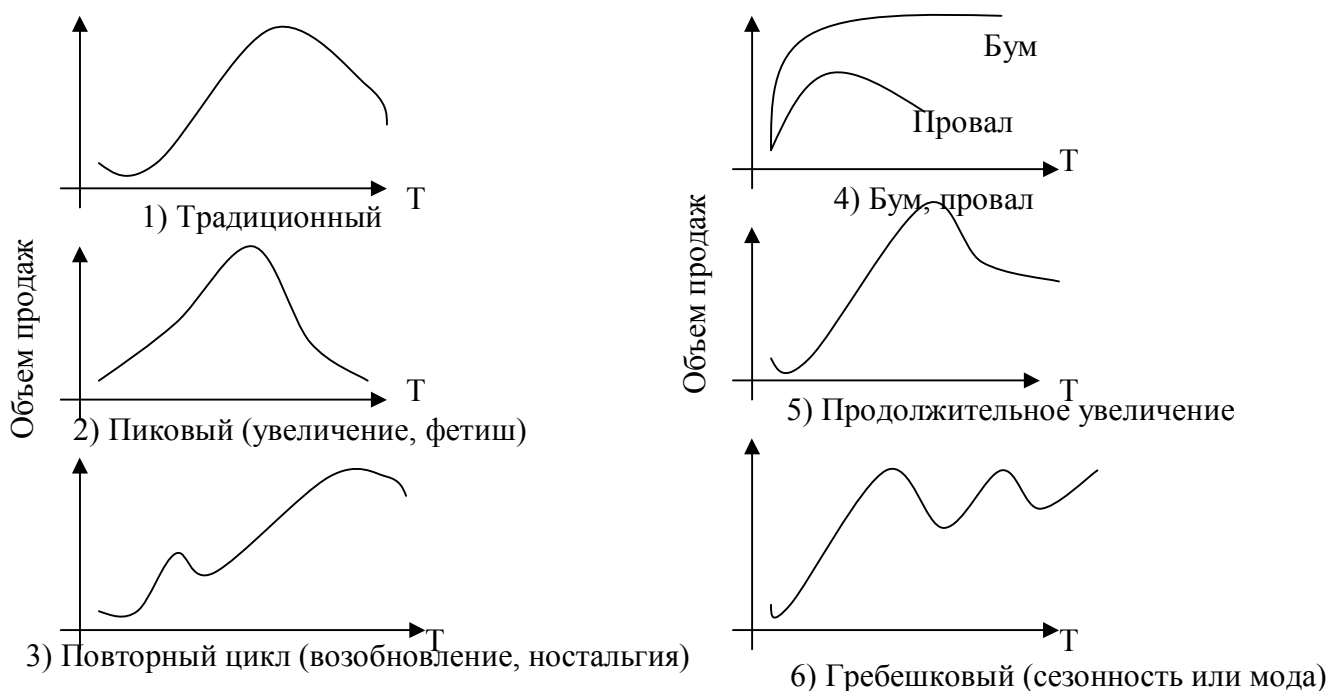 Объем продаж
Т
1) Традиционный
Т
2) Пиковый (увеличение, фетиш)
Т
3) Повторный цикл (возобновление, ностальгия)
Объем продаж
Бум
Провал
Т
4) Бум, провал
Т
5) Продолжительное увеличение
Т
6) Гребешковый (сезонность или мода)